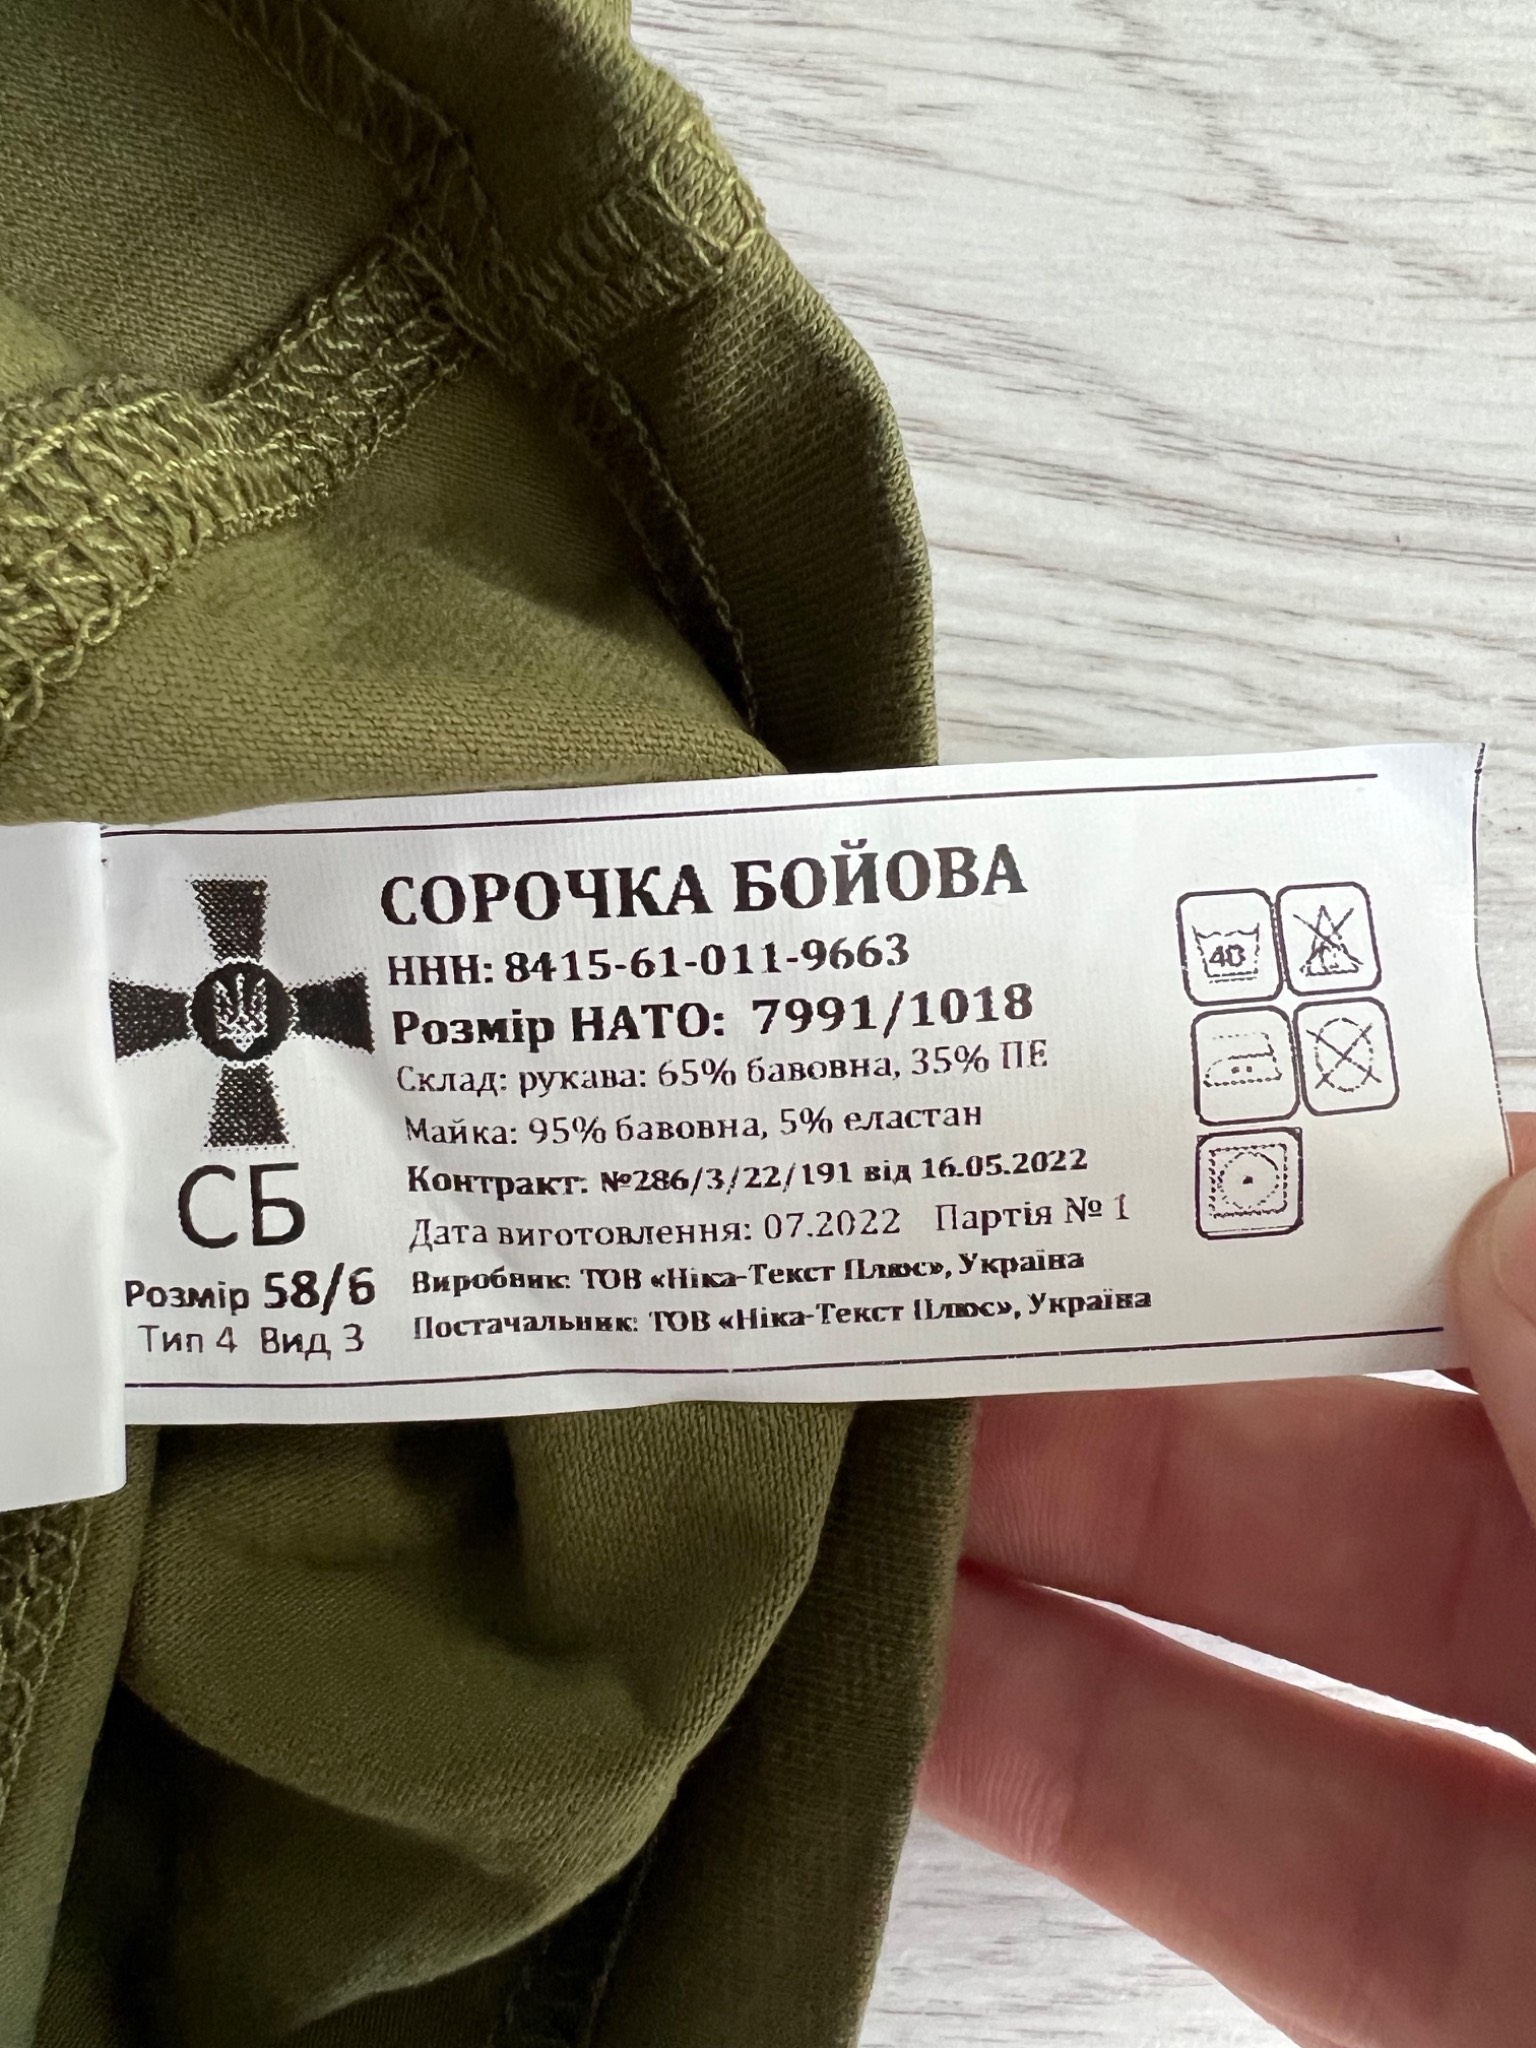 СОРОЧКА БОЙОВА
ННН: 8415-61-011-9663
Розмір НАТО: 7991/1018
Склад: рукава: 65% бавовна, 35% ПЕ
Майка: 95% бавовна, 5% еластан
Контракт: №286/3/22/191 від 16.05.2022
Дата виготовлення: 07.2022 Партія № 1
Виробник: ТОВ «Ніка-Текст Плюс», Україна
Постачальник: ТОВ «Ніка-Текст Плюс», Україна
СБ
Розмір 58/6
Тип 4 Вид 3
40